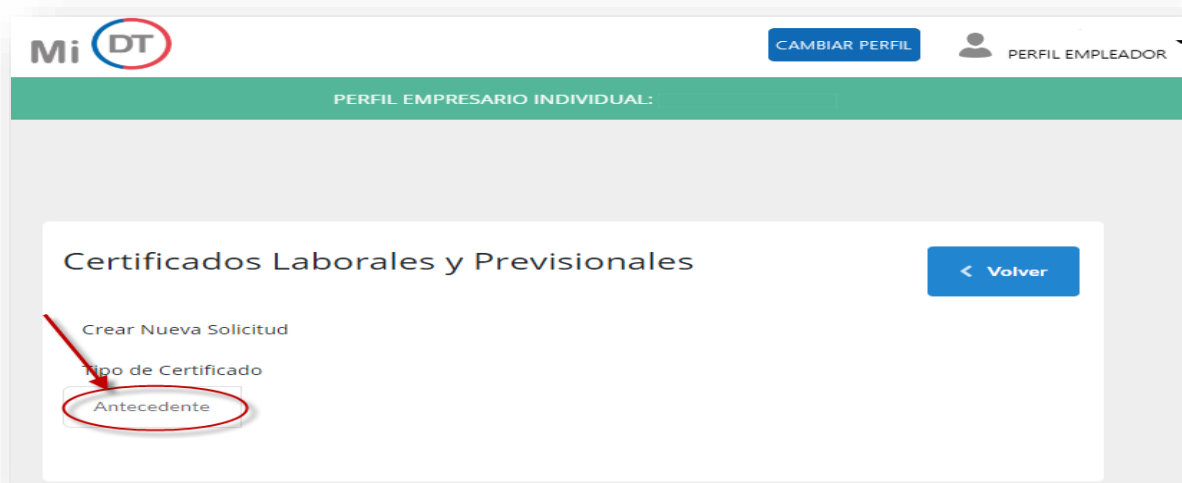 Mi DT
CAMBIAR PERFIL
PERFIL EMPLEADOR
PERFIL EMPRESARIO INDIVIDUAL:
Certificados Laborales y Previsionales
< Volver
Crear Nueva Solicitud
Tipo de Certificado
Antecedente